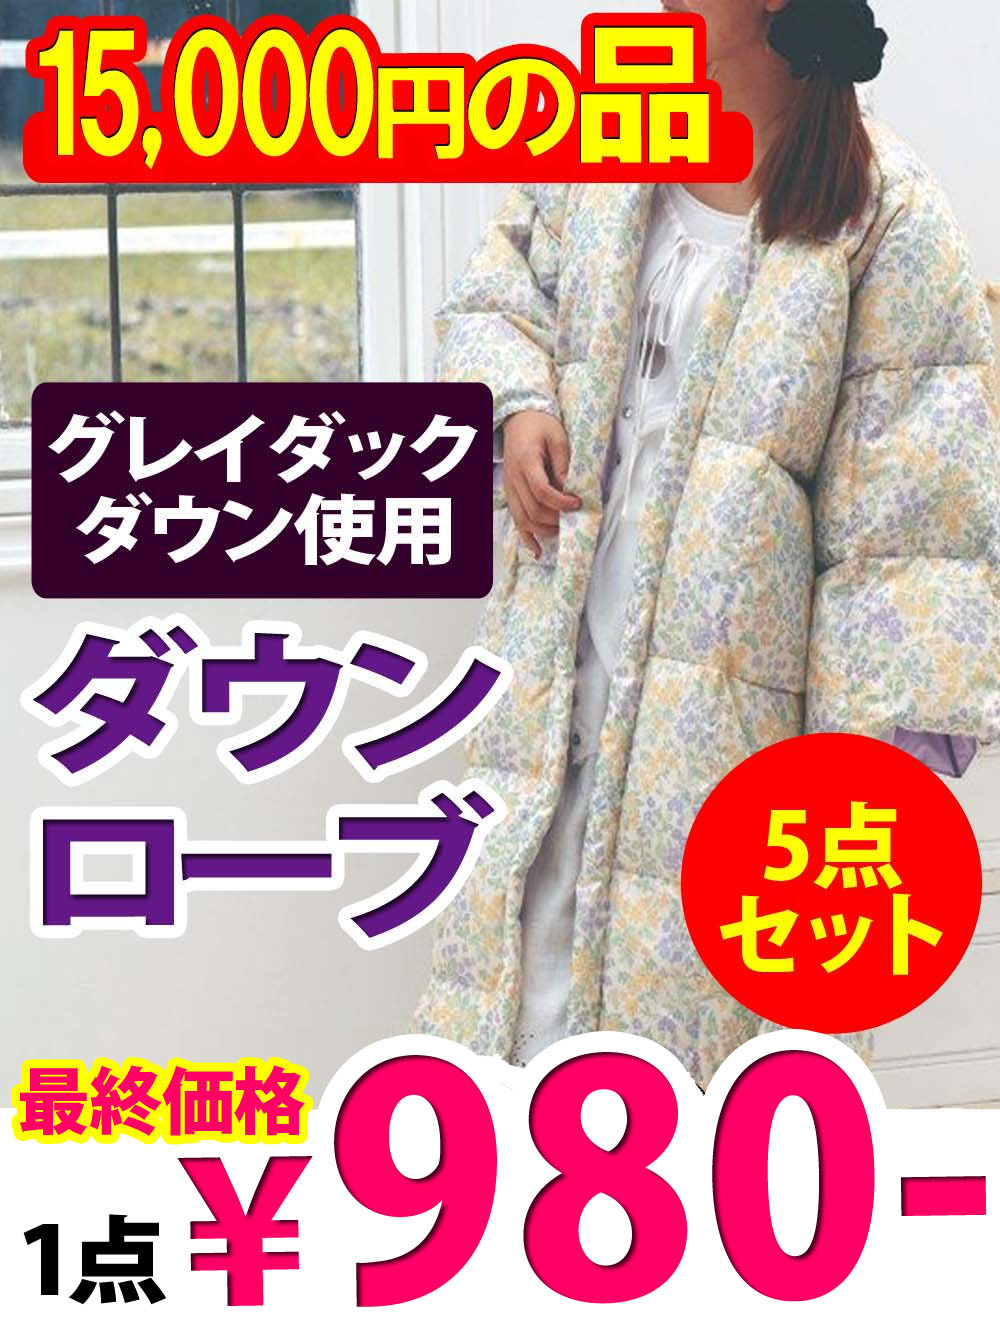 15,000円の品
グレイダック
ダウン使用
ダウン
ローブ
5点
セット
最終価格
1点 ¥980-